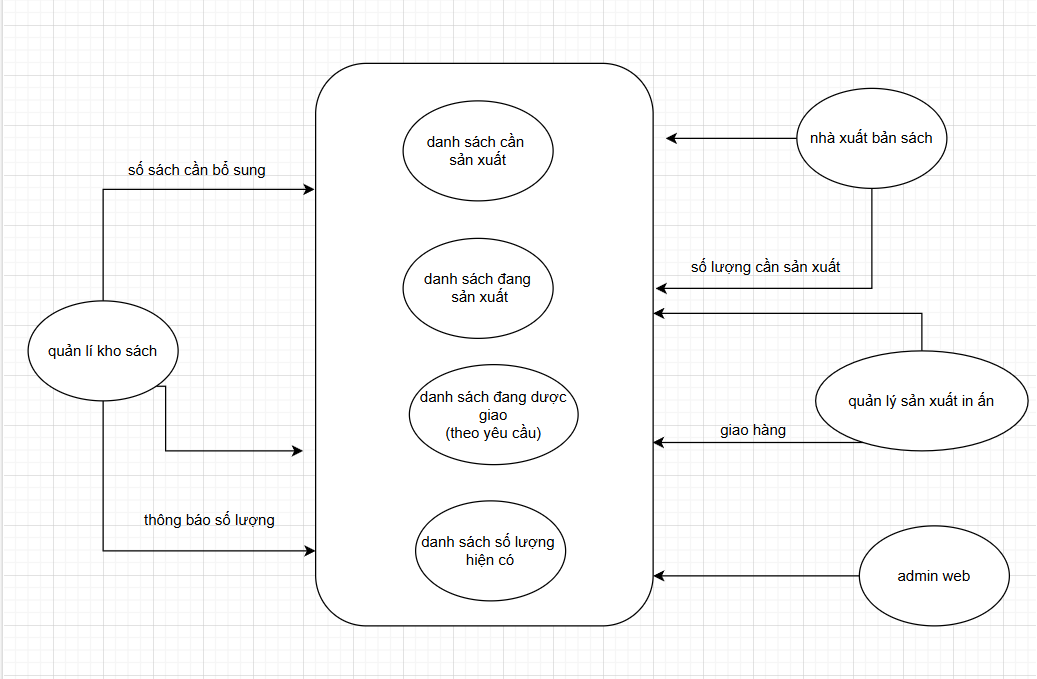 danh sách cần
sản xuất
nhà xuất bản sách
số sách cần bổ sung
số lượng cần sản xuất
danh sách đang
sản xuất
quản lí kho sách
danh sách đang dược
giao
(theo yêu cầu)
quản lý sản xuất in ấn
giao hàng
thông báo số lượng
danh sách số lượng
hiện có
admin web